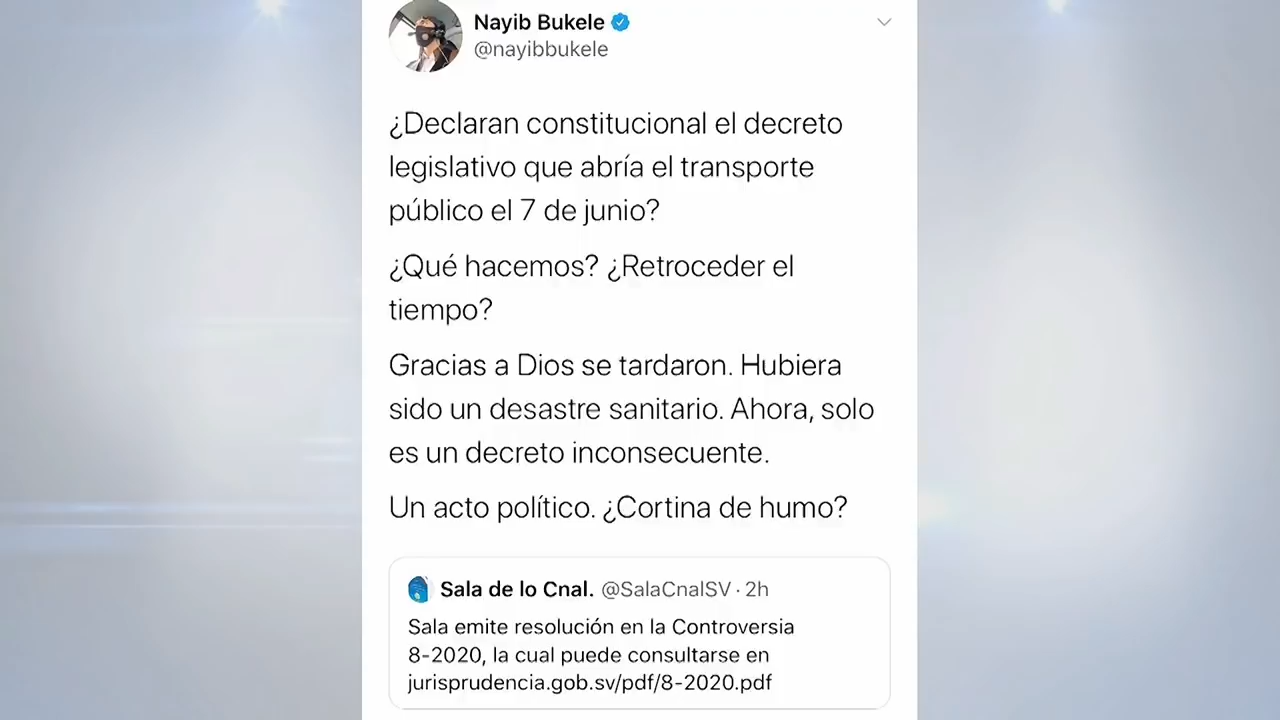 Nayib Bukele
@nayibbukele
¿Declaran constitucional el decreto
legislativo que abría el transporte
público el 7 de junio?
¿Qué hacemos? ¿Retroceder el
tiempo?
Gracias a Dios se tardaron. Hubiera
sido un desastre sanitario. Ahora, solo
es un decreto inconsecuente.
Un acto político. ¿Cortina de humo?
Sala de lo Cnal. @SalaCnalSV · 2h
Sala emite resolución en la Controversia
8-2020, la cual puede consultarse en
jurisprudencia.gob.sv/pdf/8-2020.pdf